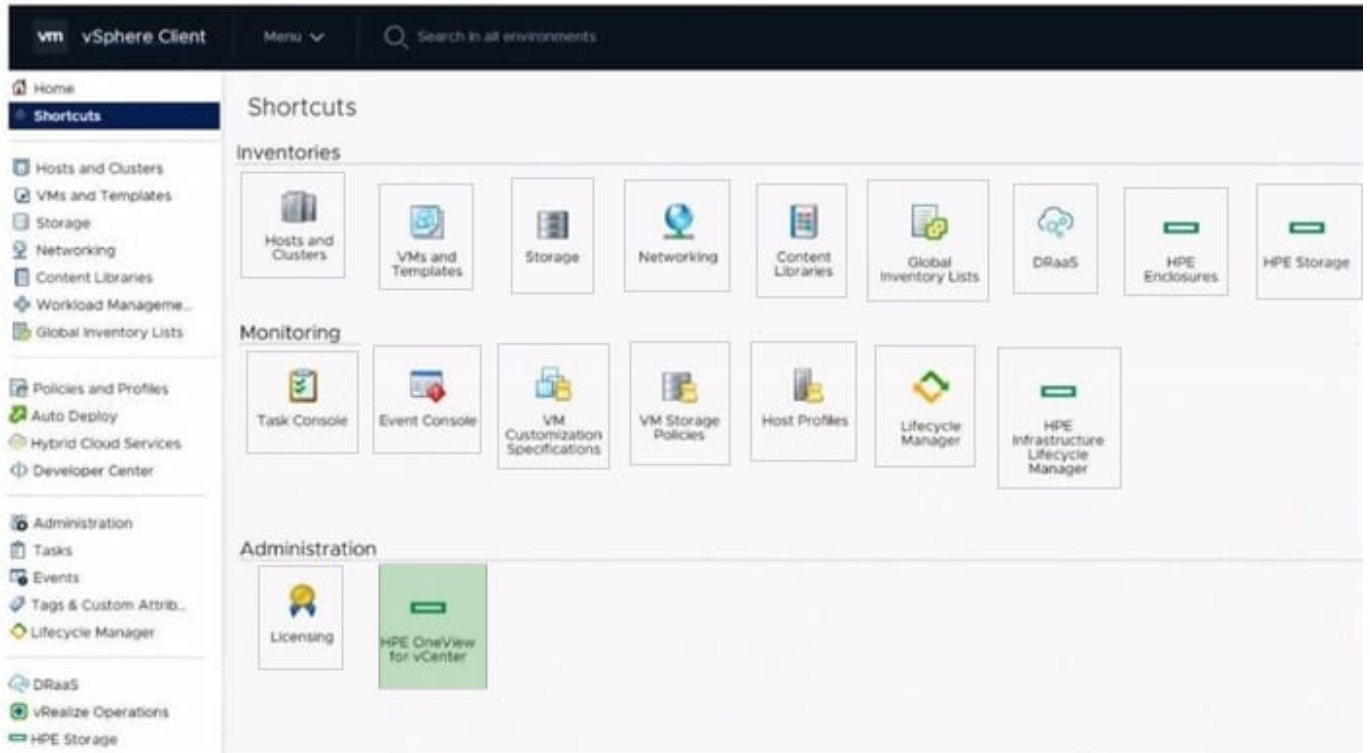 vm vSphere Client Menu Search in all environments
Home
Shortcuts
Hosts and Clusters
VMs and Templates
Storage
Networking
Content Libraries
Workload Manageme...
Global Inventory Lists
Policies and Profiles
Auto Deploy
Hybrid Cloud Services
Developer Center
Administration
Tasks
Events
Tags & Custom Attrib...
Lifecycle Manager
DRaaS
vRealize Operations
HPE Storage
Shortcuts
Inventories
Hosts and
Clusters
VMs and
Templates
Storage
Networking
Content
Libraries
Global
Inventory Lists
DRaaS
HPE
Enclosures
HPE Storage
Monitoring
Task Console
Event Console
VM
Customization
Specifications
VM Storage
Policies
Host Profiles
Lifecycle
Manager
HPE
Infrastructure
Lifecycle
Manager
Administration
Licensing
HPE OneView
for vCenter